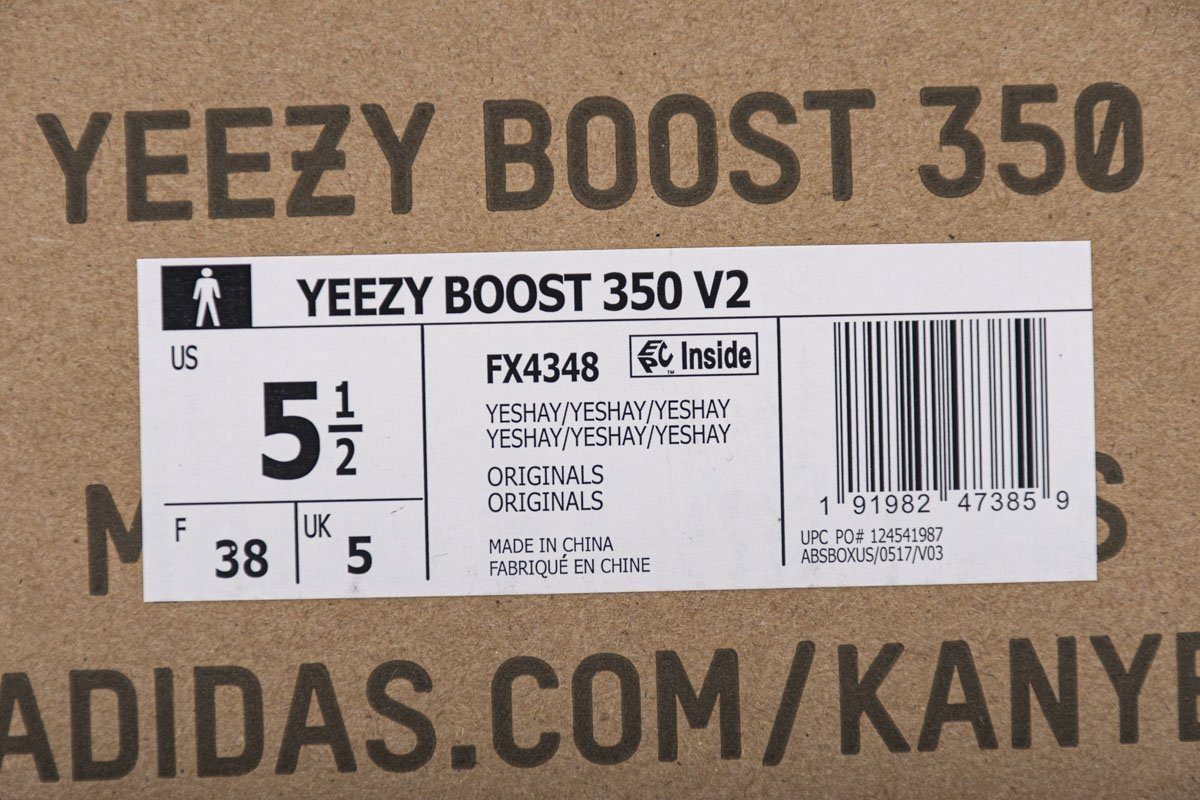 YEEZY BOOST 350
YEEZY BOOST 350 V2
US
5 1/2
F
38
UK
5
FX4348
EPC™ Inside
YESHAY/YESHAY/YESHAY
YESHAY/YESHAY/YESHAY
ORIGINALS
ORIGINALS
MADE IN CHINA
FABRIQUÉ EN CHINE
1 91982 47385 9
UPC PO# 124541987
ABSBOXUS/0517/V03
M S
ADIDAS.COM/KANYE